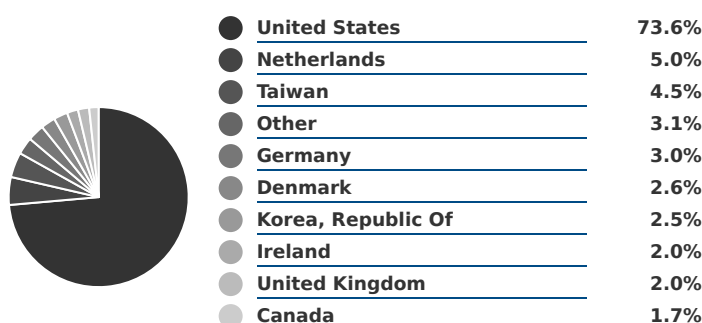 United States 73.6%
Netherlands 5.0%
Taiwan 4.5%
Other 3.1%
Germany 3.0%
Denmark 2.6%
Korea, Republic Of 2.5%
Ireland 2.0%
United Kingdom 2.0%
Canada 1.7%